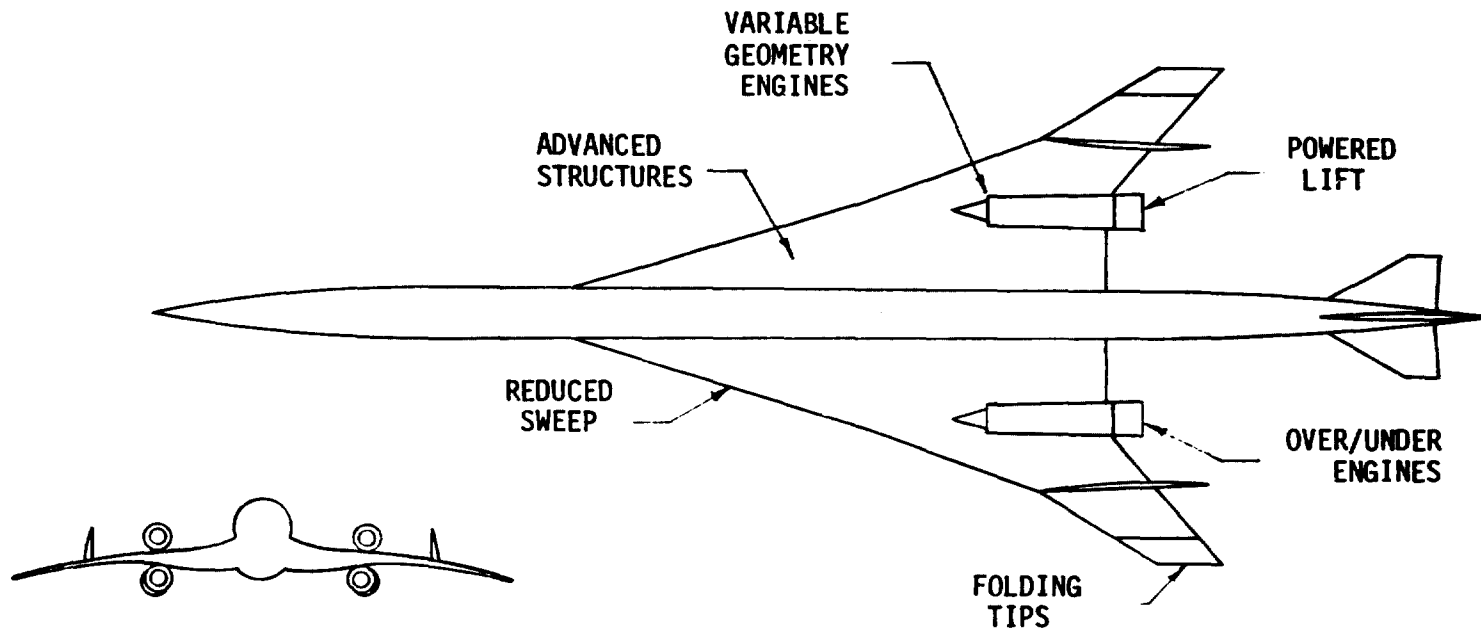 VARIABLE
GEOMETRY
ENGINES
ADVANCED
STRUCTURES
POWERED
LIFT
REDUCED
SWEEP
OVER/UNDER
ENGINES
FOLDING
TIPS